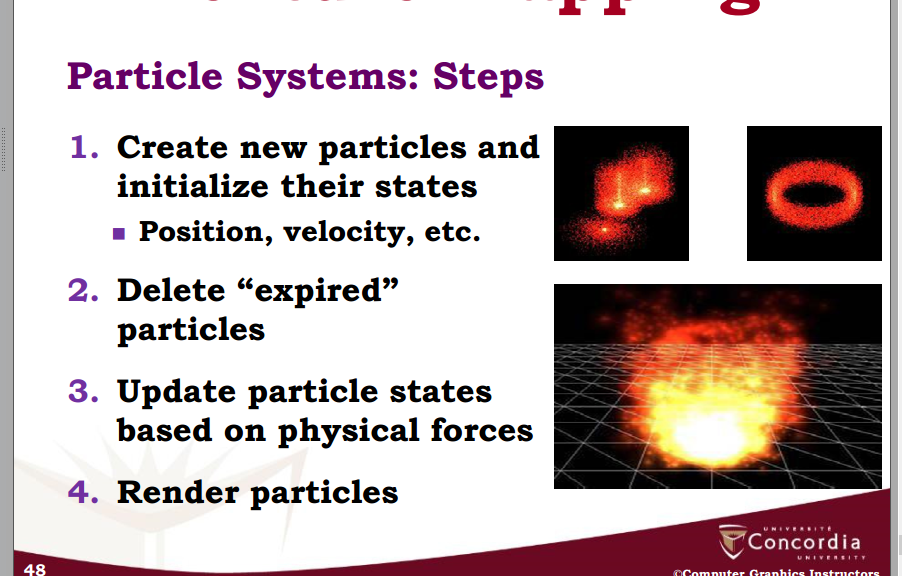 Particle Systems: Steps
1. Create new particles and
initialize their states
■ Position, velocity, etc.
2. Delete “expired”
particles
3. Update particle states
based on physical forces
4. Render particles
UNIVERSITÉ
Concordia
UNIVERSITY
48
©Computer Graphics Instructors